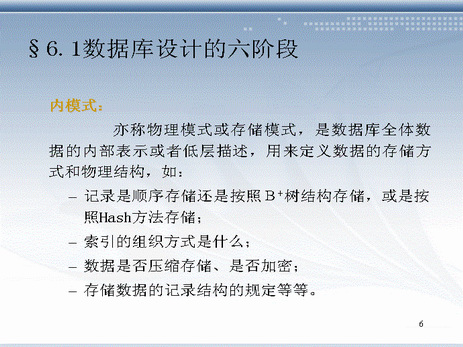 §6.1数据库设计的六阶段
内模式：
亦称物理模式或存储模式，是数据库全体数
据的内部表示或者低层描述，用来定义数据的存储方
式和物理结构，如：
– 记录是顺序存储还是按照B⁺树结构存储，或是按
照Hash方法存储；
– 索引的组织方式是什么；
– 数据是否压缩存储、是否加密；
– 存储数据的记录结构的规定等等。
6